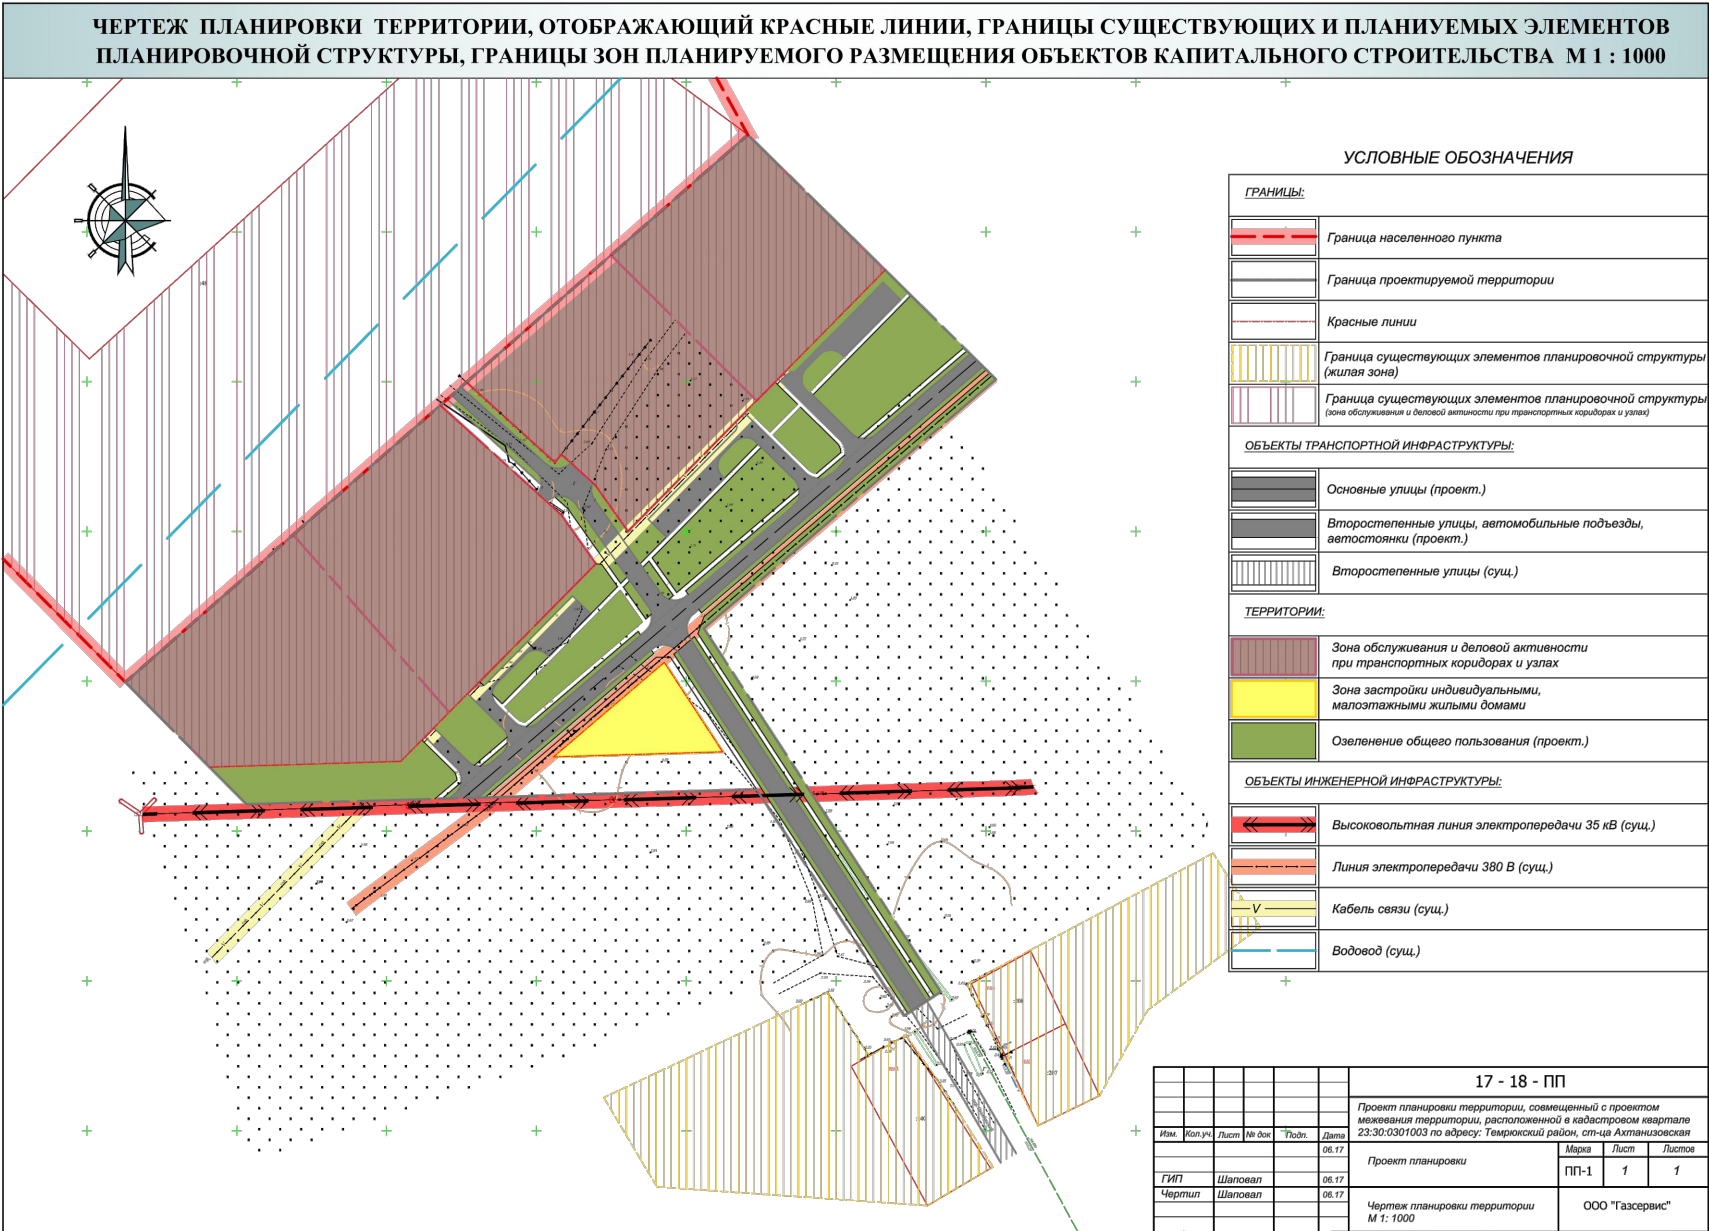 ЧЕРТЕЖ ПЛАНИРОВКИ ТЕРРИТОРИИ, ОТОБРАЖАЮЩИЙ КРАСНЫЕ ЛИНИИ, ГРАНИЦЫ СУЩЕСТВУЮЩИХ И ПЛАНИУЕМЫХ ЭЛЕМЕНТОВ
ПЛАНИРОВОЧНОЙ СТРУКТУРЫ, ГРАНИЦЫ ЗОН ПЛАНИРУЕМОГО РАЗМЕЩЕНИЯ ОБЪЕКТОВ КАПИТАЛЬНОГО СТРОИТЕЛЬСТВА М 1 : 1000
УСЛОВНЫЕ ОБОЗНАЧЕНИЯ
ГРАНИЦЫ:
Граница населенного пункта
Граница проектируемой территории
Красные линии
Граница существующих элементов планировочной структуры
(жилая зона)
Граница существующих элементов планировочной структуры
(зона обслуживания и деловой актиности при транспортных коридорах и узлах)
ОБЪЕКТЫ ТРАНСПОРТНОЙ ИНФРАСТРУКТУРЫ:
Основные улицы (проект.)
Второстепенные улицы, автомобильные подъезды,
автостоянки (проект.)
Второстепенные улицы (сущ.)
ТЕРРИТОРИИ:
Зона обслуживания и деловой активности
при транспортных коридорах и узлах
Зона застройки индивидуальными,
малоэтажными жилыми домами
Озеленение общего пользования (проект.)
ОБЪЕКТЫ ИНЖЕНЕРНОЙ ИНФРАСТРУКТУРЫ:
Высоковольтная линия электропередачи 35 кВ (сущ.)
Линия электропередачи 380 В (сущ.)
V
Кабель связи (сущ.)
Водовод (сущ.)
17 - 18 - ПП
Проект планировки территории, совмещенный с проектом
межевания территории, расположенной в кадастровом квартале
23:30:0301003 по адресу: Темрюкский район, ст-ца Ахтанизовская
Изм. Кол.уч. Лист № док Подп. Дата
06.17
Проект планировки
Марка Лист Листов
ПП-1 1 1
ГИП Шаповал 06.17
Чертил Шаповал 06.17
Чертеж планировки территории
М 1: 1000
ООО "Газсервис"